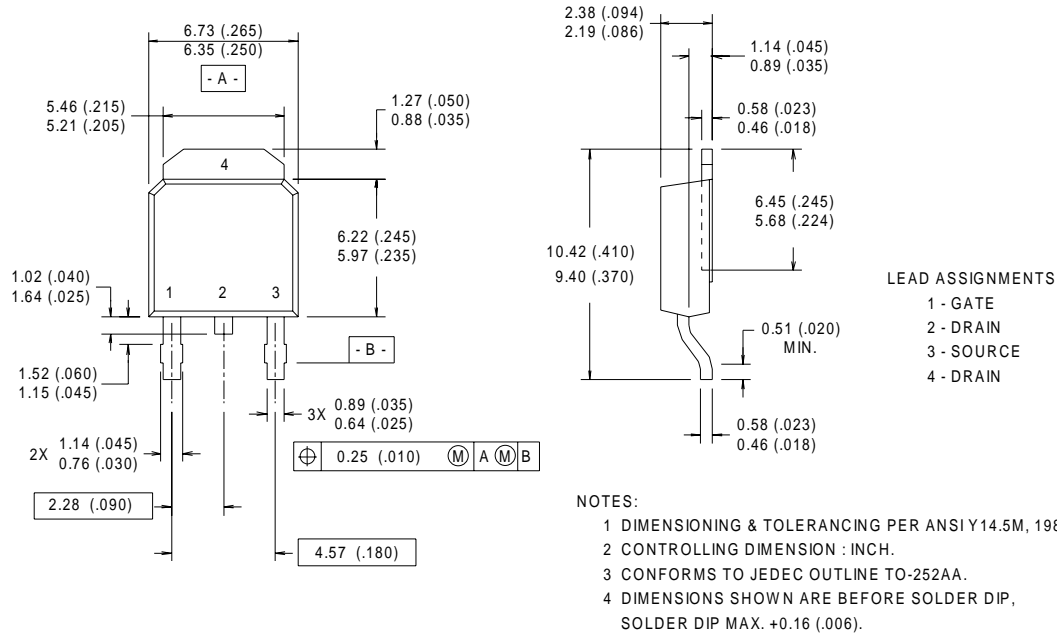 6.73 (.265)
6.35 (.250)
- A -
5.46 (.215)
5.21 (.205)
1.27 (.050)
0.88 (.035)
4
6.22 (.245)
5.97 (.235)
1.02 (.040)
1.64 (.025)
1 2 3
- B -
1.52 (.060)
1.15 (.045)
3X 0.89 (.035)
0.64 (.025)
2X 1.14 (.045)
0.76 (.030)
⌖ 0.25 (.010) Ⓜ A Ⓜ B
2.28 (.090)
4.57 (.180)
2.38 (.094)
2.19 (.086)
1.14 (.045)
0.89 (.035)
0.58 (.023)
0.46 (.018)
6.45 (.245)
5.68 (.224)
10.42 (.410)
9.40 (.370)
0.51 (.020)
MIN.
0.58 (.023)
0.46 (.018)
LEAD ASSIGNMENTS
1 - GATE
2 - DRAIN
3 - SOURCE
4 - DRAIN
NOTES:
1 DIMENSIONING & TOLERANCING PER ANSI Y14.5M,
2 CONTROLLING DIMENSION : INCH.
3 CONFORMS TO JEDEC OUTLINE TO-252AA.
4 DIMENSIONS SHOWN ARE BEFORE SOLDER DIP,
SOLDER DIP MAX. +0.16 (.006).